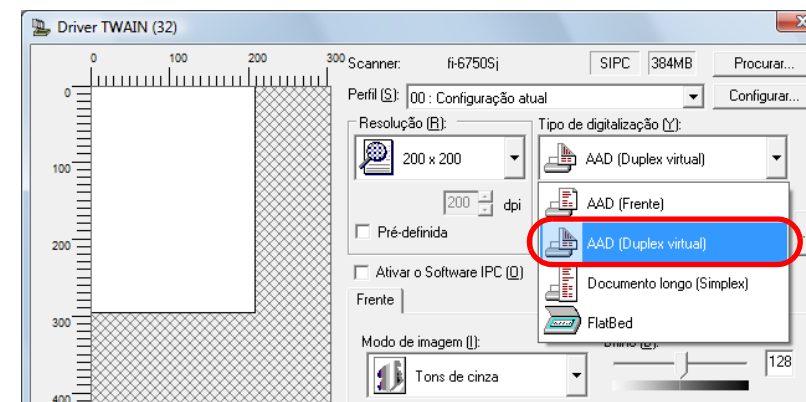 Driver TWAIN (32)
0 100 200 300
Scanner: fi-6750Sj SIPC 384MB Procurar...
0
Perfil (S): 00 : Configuração atual Configurar...
Resolução (R): Tipo de digitalização (Y):
200 x 200 AAD (Duplex virtual)
100
200 dpi AAD (Frente)
Pré-definida
200
AAD (Duplex virtual)
Ativar o Software IPC (O)
Documento longo (Simplex)
Frente
300
FlatBed
Modo de imagem (I):
128
Tons de cinza
400